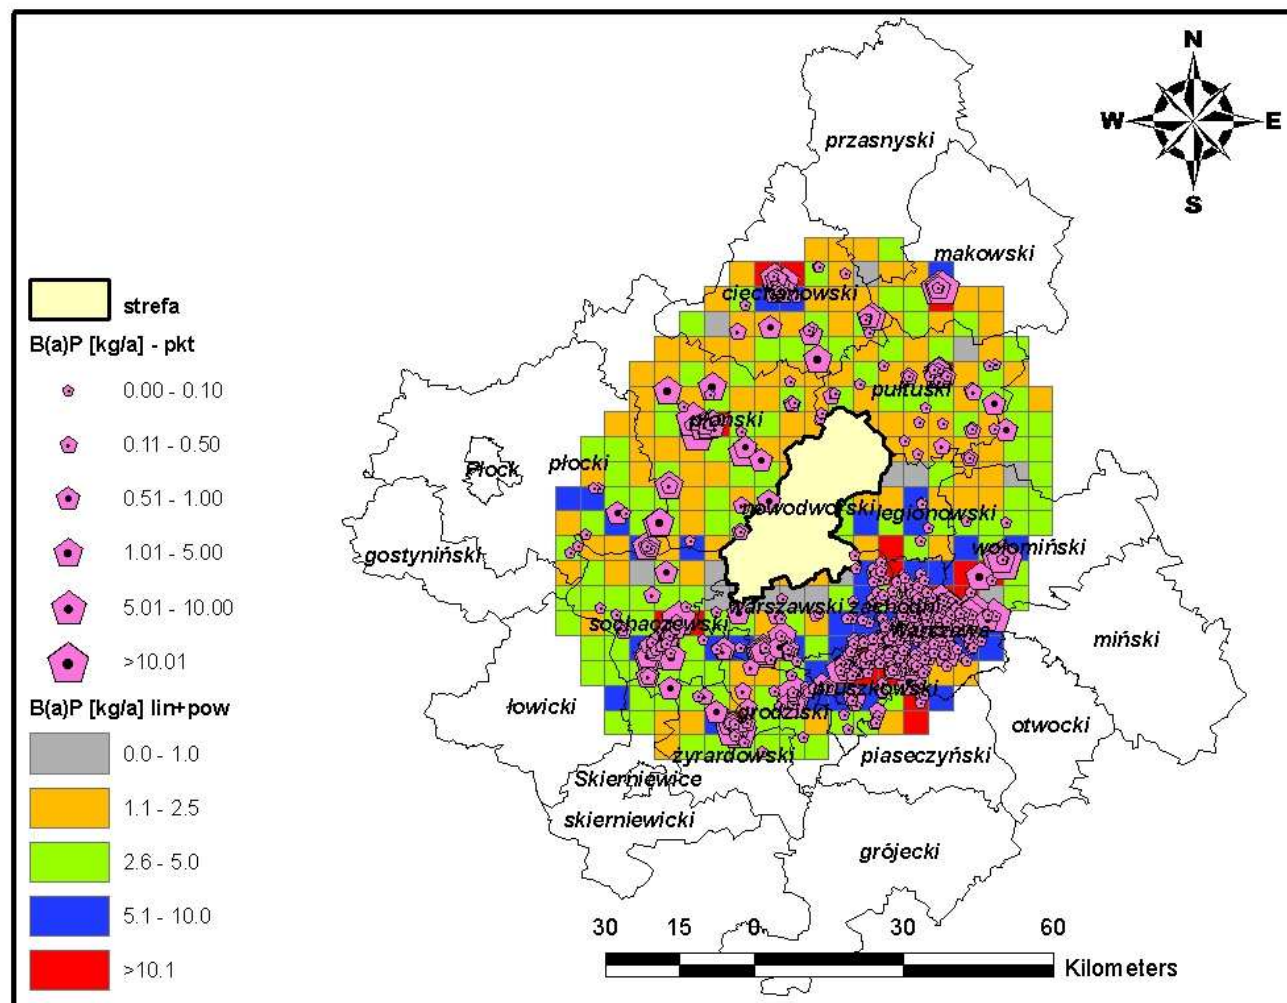 N
W E
S
przasnyski
makowski
ciechanowski
strefa
B(a)P [kg/a] - pkt
0.00 - 0.10
0.11 - 0.50
0.51 - 1.00
1.01 - 5.00
5.01 - 10.00
>10.01
B(a)P [kg/a] lin+pow
0.0 - 1.0
1.1 - 2.5
2.6 - 5.0
5.1 - 10.0
>10.1
pułtuski
płoński
Płock
płocki
nowodworski
legionowski
wołomiński
gostyniński
warszawski zachodni
sochaczewski
Warszawa
miński
pruszkowski
łowicki
grodziski
otwocki
żyrardowski
piaseczyński
Skierniewice
skierniewicki
grójecki
30 15 0 30 60
Kilometers